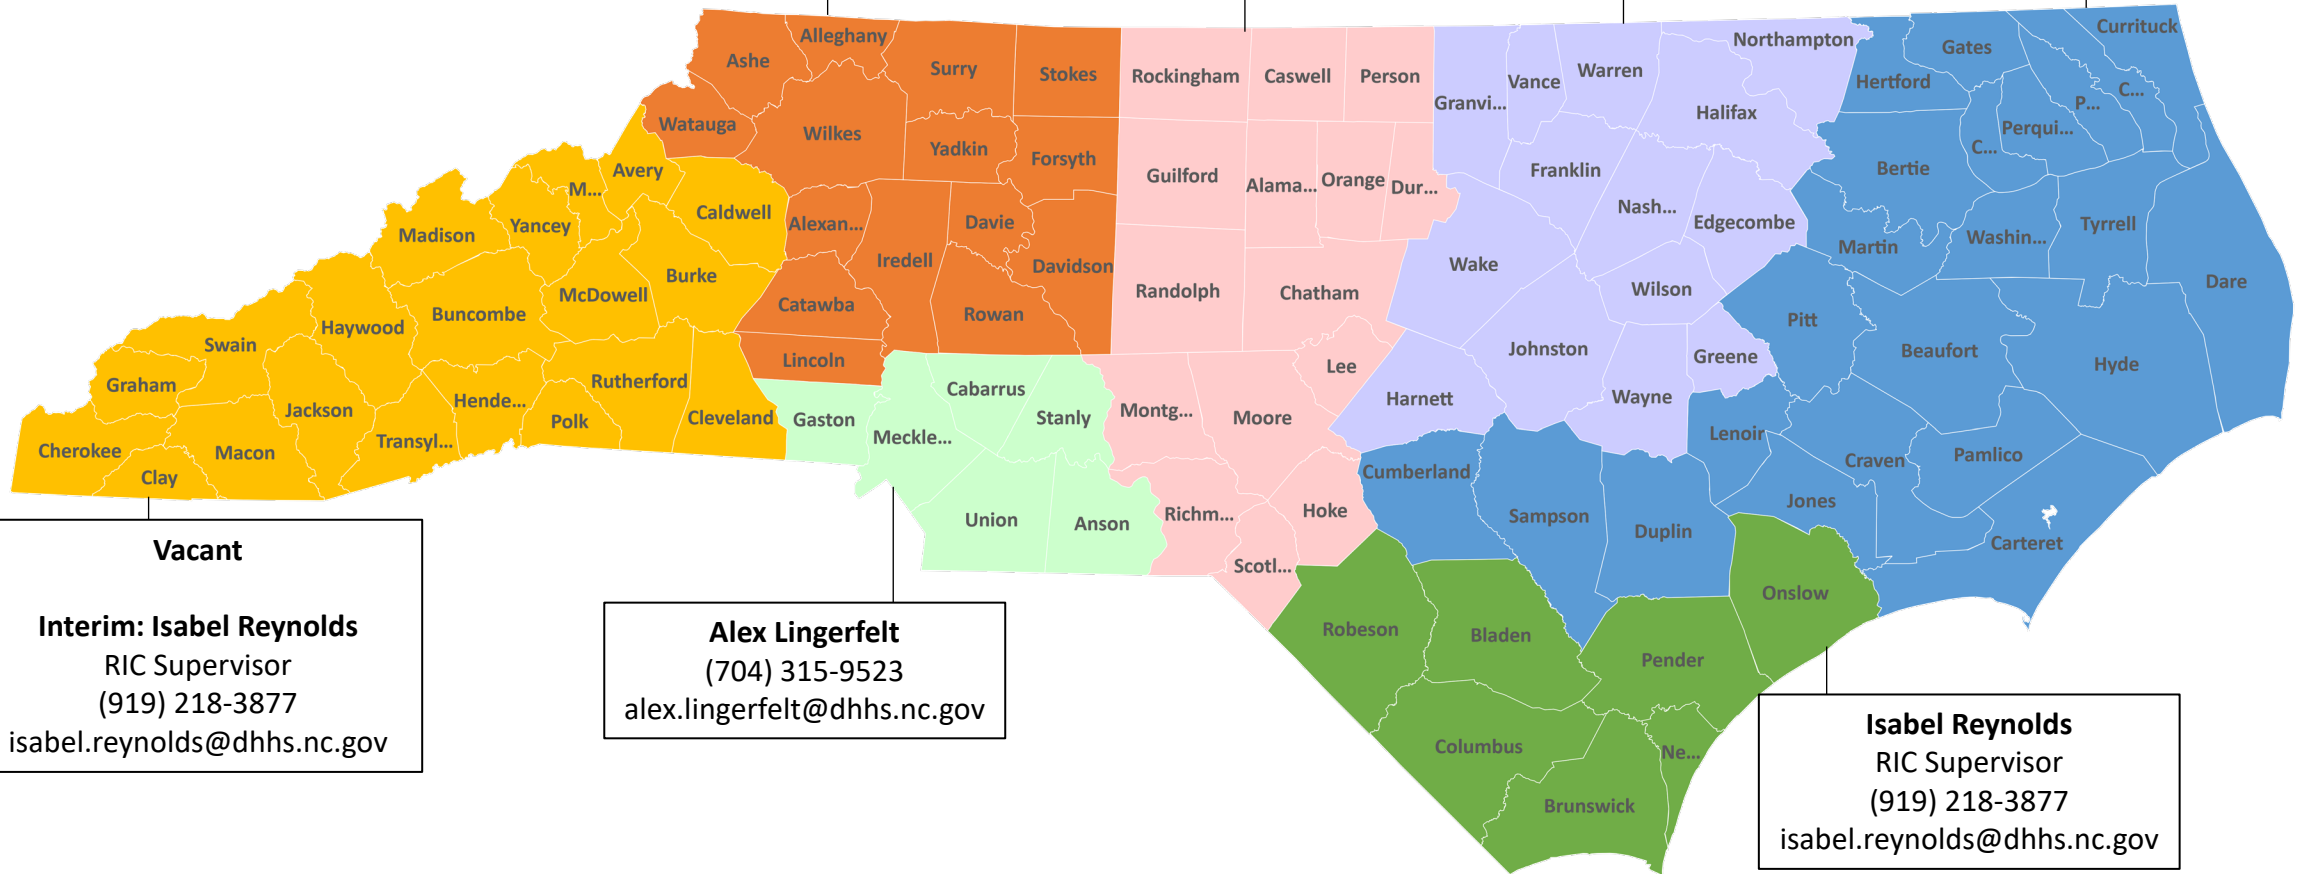 Currituck
Alleghany
Northampton
Gates
Ashe
Surry
Stokes
Rockingham
Caswell
Person
Vance
Warren
Hertford
P...
C...
Granvi...
Halifax
Watauga
Wilkes
Perqui...
Yadkin
Forsyth
C...
Avery
M...
Guilford
Alama...
Orange
Dur...
Franklin
Bertie
Caldwell
Yancey
Alexan...
Davie
Nash...
Edgecombe
Tyrrell
Madison
Martin
Washin...
Iredell
Davidson
Wake
Burke
McDowell
Dare
Catawba
Randolph
Chatham
Wilson
Buncombe
Rowan
Haywood
Pitt
Swain
Johnston
Greene
Beaufort
Lincoln
Lee
Hyde
Graham
Rutherford
Cabarrus
Hende...
Harnett
Wayne
Jackson
Polk
Cleveland
Gaston
Stanly
Montg...
Moore
Meckle...
Lenoir
Transyl...
Cherokee
Macon
Craven
Pamlico
Clay
Cumberland
Jones
Union
Anson
Richm...
Hoke
Sampson
Duplin
Carteret
Scotl...
Onslow
Robeson
Bladen
Pender
Columbus
Ne...
Brunswick
Vacant
Interim: Isabel Reynolds
RIC Supervisor
(919) 218-3877
isabel.reynolds@dhhs.nc.gov
Alex Lingerfelt
(704) 315-9523
alex.lingerfelt@dhhs.nc.gov
Isabel Reynolds
RIC Supervisor
(919) 218-3877
isabel.reynolds@dhhs.nc.gov